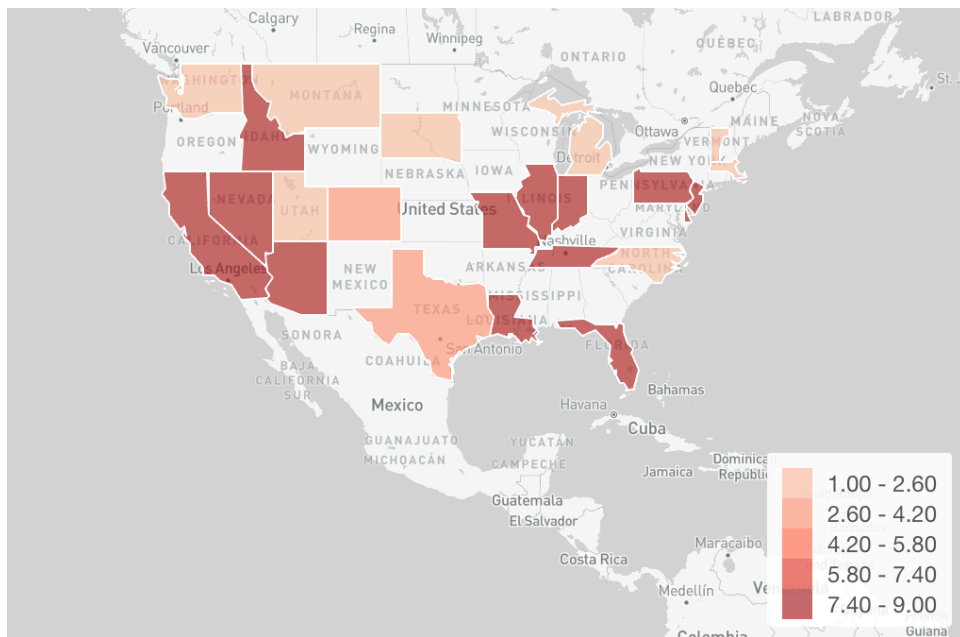 LABRADOR
Calgary
Regina
Winnipeg
QUÉBEC
Vancouver
ONTARIO
WASHINGTON
MONTANA
Quebec
St. J
Portland
MINNESOTA
MAINE
NOVA
SCOTIA
WISCONSIN
Ottawa
OREGON
IDAHO
WYOMING
VERMONT
Detroit
NEW YORK
NEBRASKA
IOWA
PENNSYLVANIA
NEVADA
UTAH
United States
ILLINOIS
MARYLAND
CALIFORNIA
Nashville
VIRGINIA
Los Angeles
NEW
MEXICO
ARKANSAS
NORTH
CAROLINA
MISSISSIPPI
TEXAS
LOUISIANA
SONORA
San Antonio
FLORIDA
COAHUILA
BAJA
CALIFORNIA
SUR
Bahamas
Mexico
Havana
Cuba
GUANAJUATO
MICHOACÁN
YUCATÁN
CAMPECHE
Dominican
Republic
Jamaica
Guatemala
El Salvador
Costa Rica
Maracaibo
Medellín
Venezuela
Colombia
Guiana
1.00 - 2.60
2.60 - 4.20
4.20 - 5.80
5.80 - 7.40
7.40 - 9.00